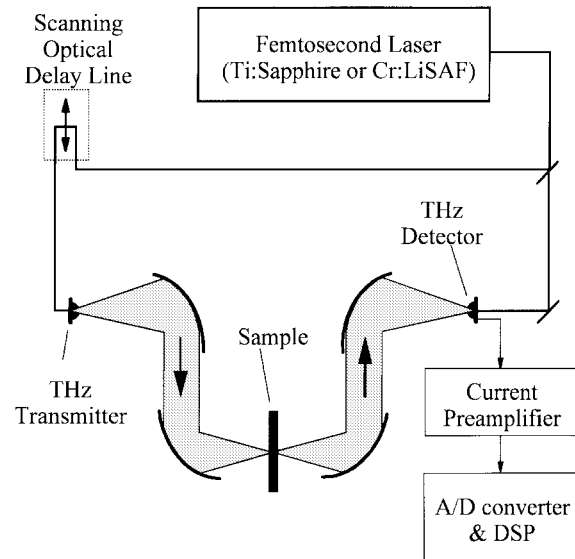 Scanning
Optical
Delay Line
Femtosecond Laser
(Ti:Sapphire or Cr:LiSAF)
THz
Detector
Sample
THz
Transmitter
Current
Preamplifier
A/D converter
& DSP